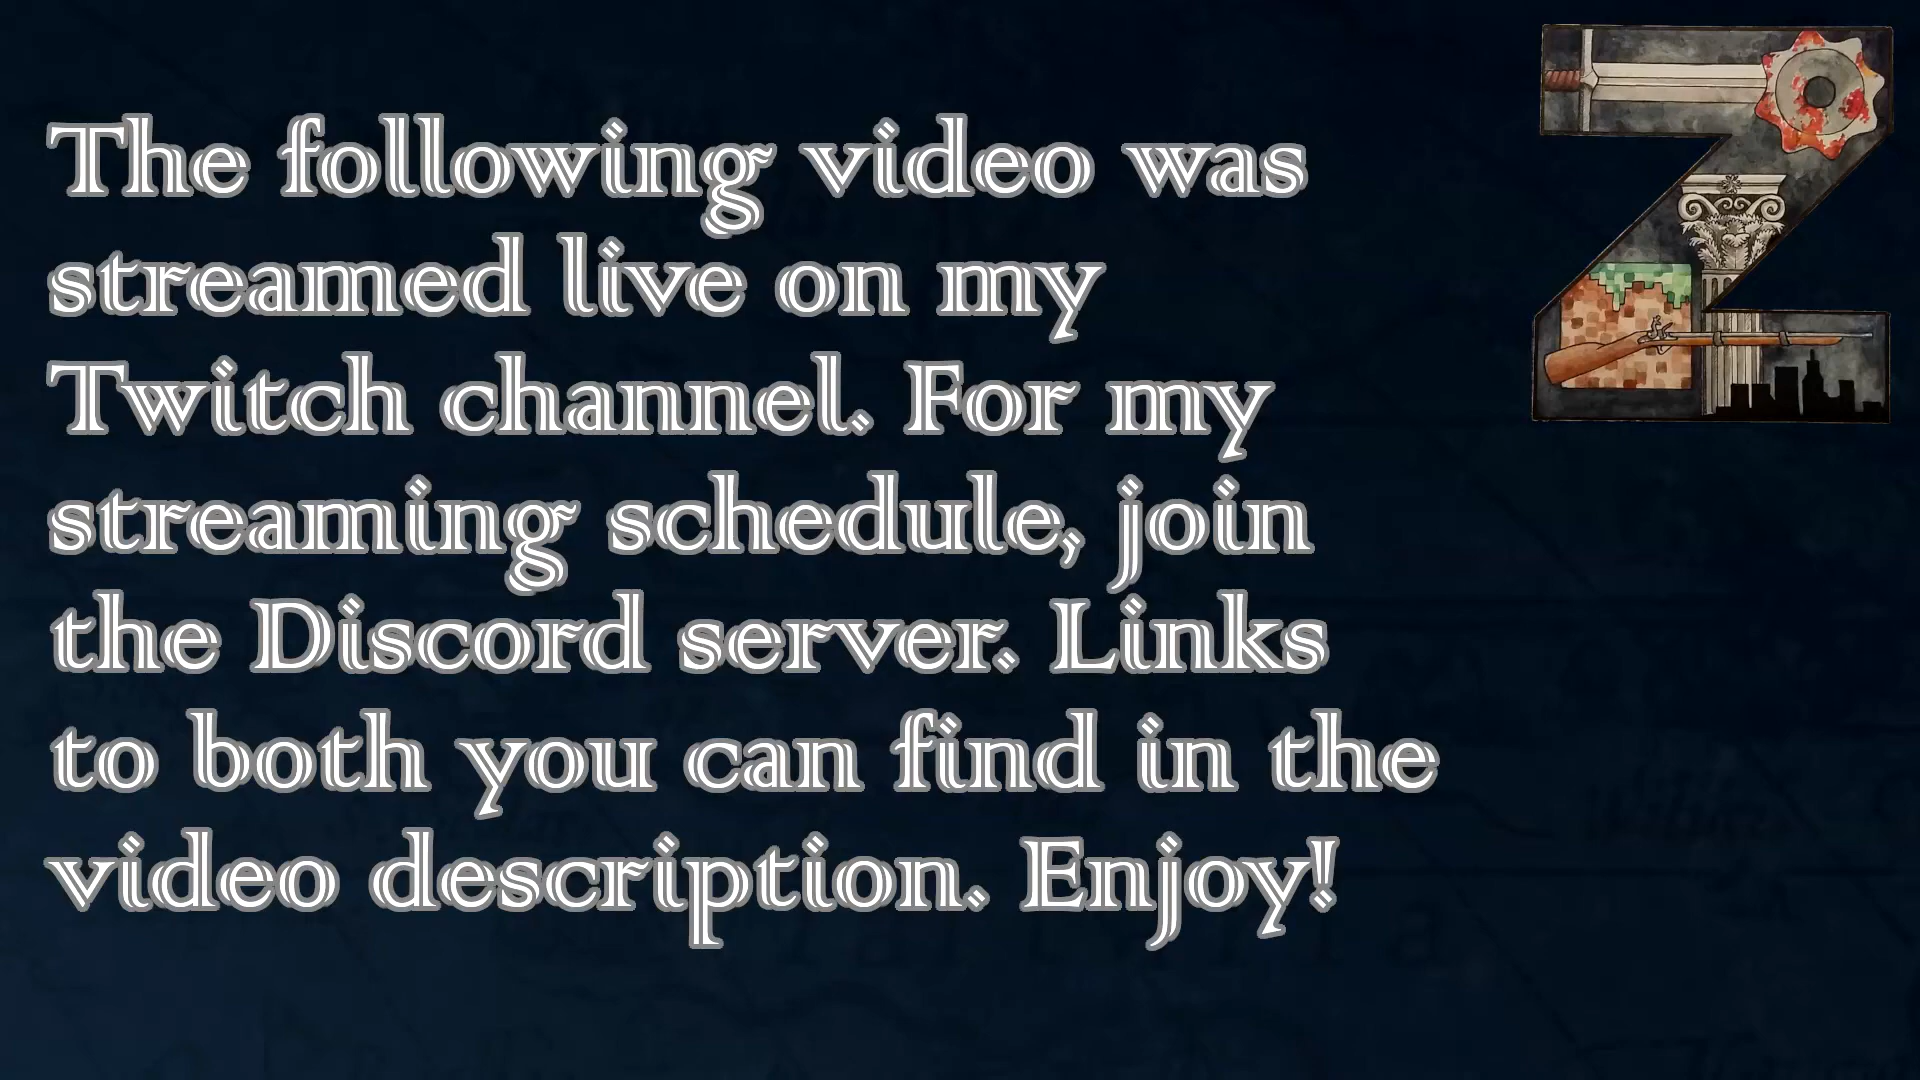 The following video was
streamed live on my
Twitch channel. For my
streaming schedule, join
the Discord server. Links
to both you can find in the
video description. Enjoy!